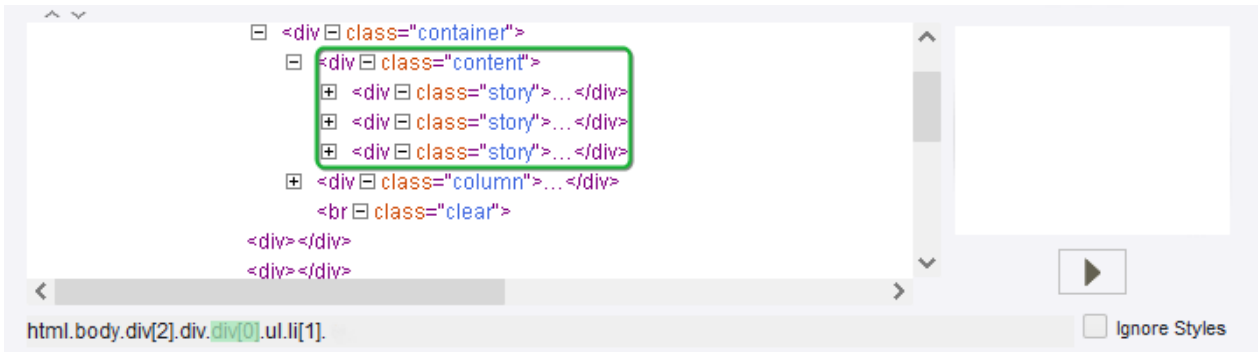 <div class="container">
<div class="content">
<div class="story">...</div>
<div class="story">...</div>
<div class="story">...</div>
<div class="column">...</div>
<br class="clear">
<div></div>
<div></div>
html.body.div[2].div.div[0].ul.li[1].
Ignore Styles